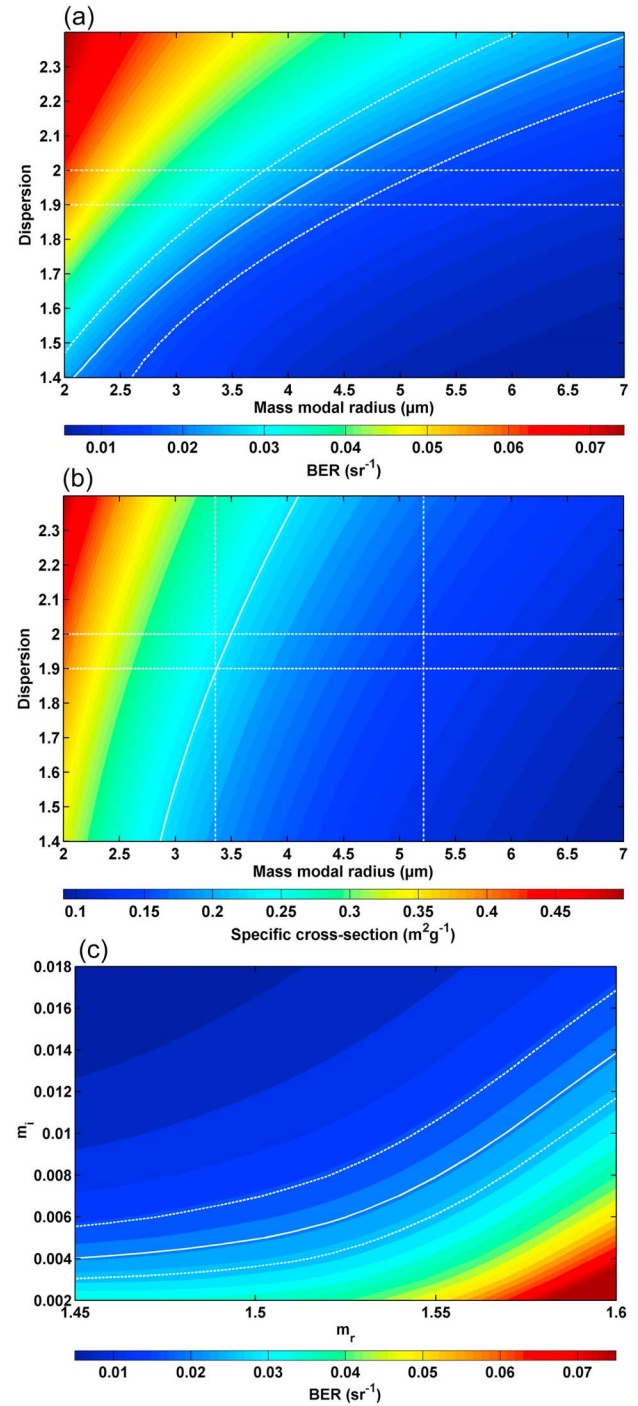 (a)
2.3
2.2
2.1
2
1.9
1.8
1.7
1.6
1.5
1.4
Dispersion
2 2.5 3 3.5 4 4.5 5 5.5 6 6.5 7
Mass modal radius (µm)
0.01 0.02 0.03 0.04 0.05 0.06 0.07
BER (sr⁻¹)
(b)
2.3
2.2
2.1
2
1.9
1.8
1.7
1.6
1.5
1.4
Dispersion
2 2.5 3 3.5 4 4.5 5 5.5 6 6.5 7
Mass modal radius (µm)
0.1 0.15 0.2 0.25 0.3 0.35 0.4 0.45
Specific cross-section (m²g⁻¹)
(c)
0.018
0.016
0.014
0.012
0.01
0.008
0.006
0.004
0.002
mᵢ
1.45 1.5 1.55 1.6
mᵣ
0.01 0.02 0.03 0.04 0.05 0.06 0.07
BER (sr⁻¹)